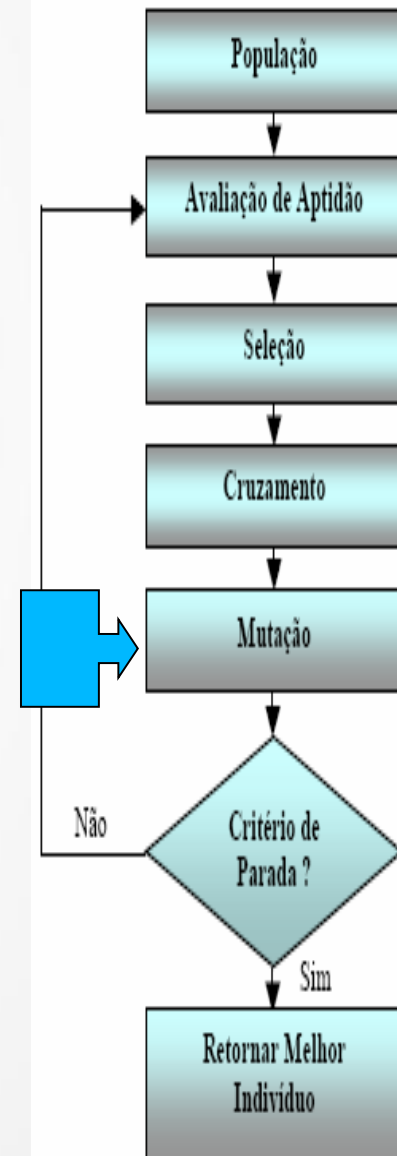 População
Avaliação de Aptidão
Seleção
Cruzamento
Mutação
Não
Critério de
Parada ?
Sim
Retornar Melhor
Indivíduo